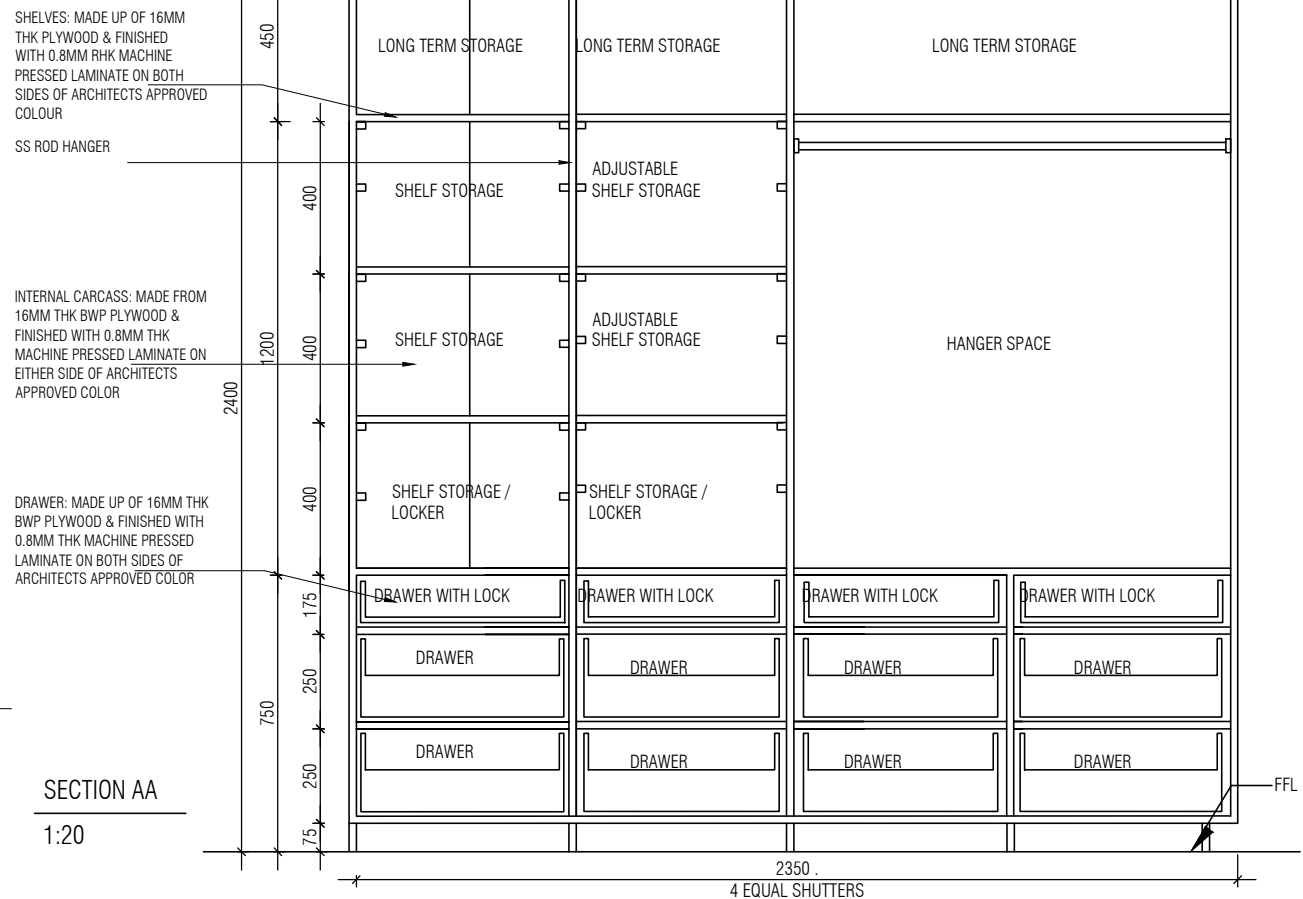 SHELVES: MADE UP OF 16MM
THK PLYWOOD & FINISHED
WITH 0.8MM RHK MACHINE
PRESSED LAMINATE ON BOTH
SIDES OF ARCHITECTS APPROVED
COLOUR
SS ROD HANGER
INTERNAL CARCASS: MADE FROM
16MM THK BWP PLYWOOD &
FINISHED WITH 0.8MM THK
MACHINE PRESSED LAMINATE ON
EITHER SIDE OF ARCHITECTS
APPROVED COLOR
DRAWER: MADE UP OF 16MM THK
BWP PLYWOOD & FINISHED WITH
0.8MM THK MACHINE PRESSED
LAMINATE ON BOTH SIDES OF
ARCHITECTS APPROVED COLOR
SECTION AA
1:20
2400
450
1200
750
400
400
400
175
250
250
75
LONG TERM STORAGE
LONG TERM STORAGE
LONG TERM STORAGE
SHELF STORAGE
ADJUSTABLE
SHELF STORAGE
SHELF STORAGE
ADJUSTABLE
SHELF STORAGE
HANGER SPACE
SHELF STORAGE /
LOCKER
SHELF STORAGE /
LOCKER
DRAWER WITH LOCK
DRAWER WITH LOCK
DRAWER WITH LOCK
DRAWER WITH LOCK
DRAWER
DRAWER
DRAWER
DRAWER
DRAWER
DRAWER
DRAWER
DRAWER
FFL
2350 .
4 EQUAL SHUTTERS